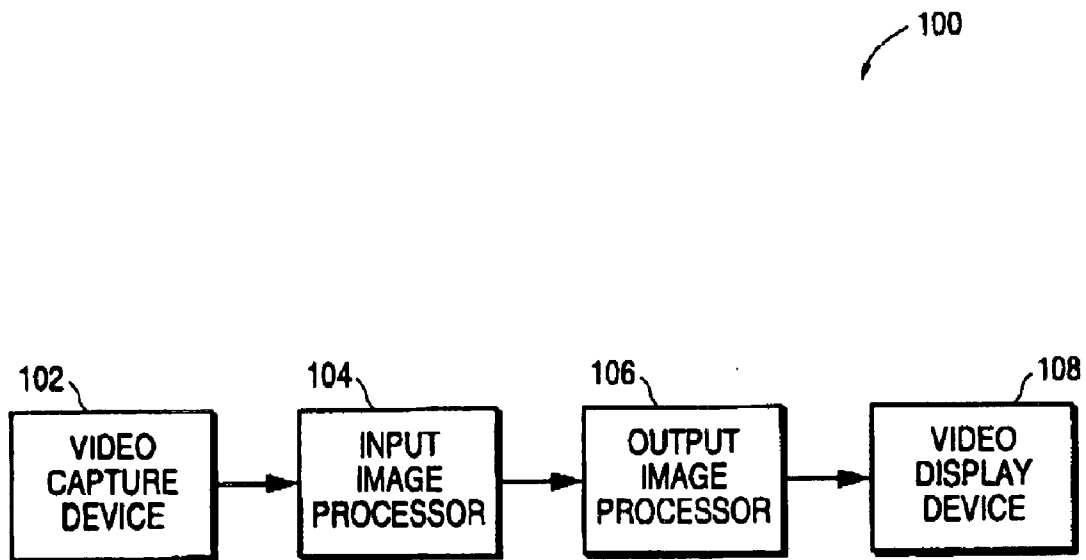 100
102
VIDEO
CAPTURE
DEVICE
104
INPUT
IMAGE
PROCESSOR
106
OUTPUT
IMAGE
PROCESSOR
108
VIDEO
DISPLAY
DEVICE